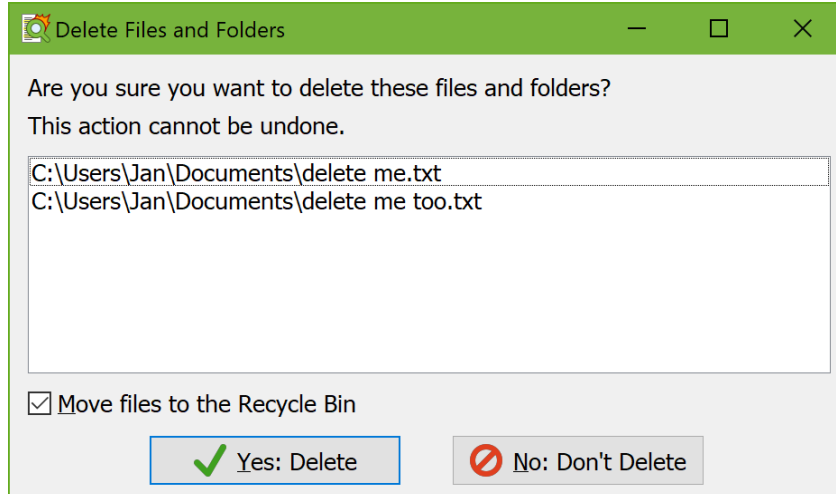 Delete Files and Folders
Are you sure you want to delete these files and folders?
This action cannot be undone.
C:\Users\Jan\Documents\delete me.txt
C:\Users\Jan\Documents\delete me too.txt
Move files to the Recycle Bin
Yes: Delete
No: Don't Delete